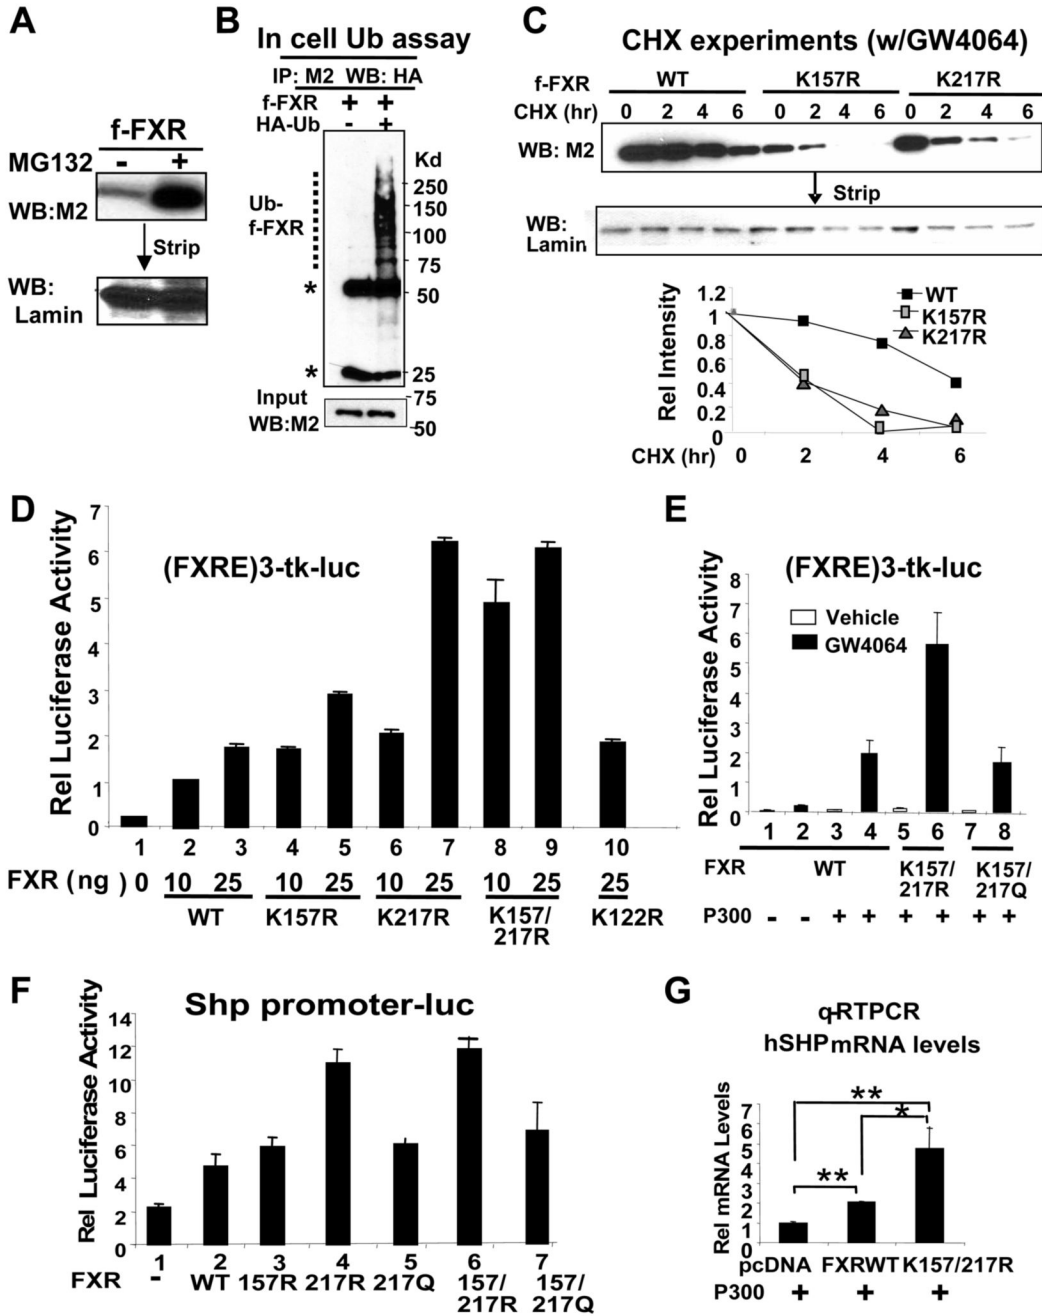 A
f-FXR
MG132 - +
WB:M2
Strip
WB:
Lamin
B
In cell Ub assay
IP: M2 WB: HA
f-FXR + +
HA-Ub - +
Kd
250
150
100
75
50
25
Ub-
f-FXR
*
*
Input
WB:M2
75
50
C
CHX experiments (w/GW4064)
f-FXR WT K157R K217R
CHX (hr) 0 2 4 6 0 2 4 6 0 2 4 6
WB: M2
Strip
WB:
Lamin
Rel Intensity
1.2
1
0.8
0.6
0.4
0.2
0
WT
K157R
K217R
CHX (hr) 0 2 4 6
D
(FXRE)3-tk-luc
Rel Luciferase Activity
7
6
5
4
3
2
1
0
1 2 3 4 5 6 7 8 9 10
FXR (ng) 0 10 25 10 25 10 25 10 25 25
WT K157R K217R K157/ K122R
217R
E
(FXRE)3-tk-luc
Rel Luciferase Activity
8
7
6
5
4
3
2
1
0
Vehicle
GW4064
1 2 3 4 5 6 7 8
FXR WT K157/ K157/
217R 217Q
P300 - - + + + + + +
F
Shp promoter-luc
Rel Luciferase Activity
14
12
10
8
6
4
2
0
1 2 3 4 5 6 7
FXR - WT 157R 217R 217Q 157/ 157/
217R 217Q
G
q-RTPCR
hSHPmRNA levels
Rel mRNA Levels
7
6
5
4
3
2
1
0
**
*
**
pcDNA FXRWT K157/217R
P300 + + +